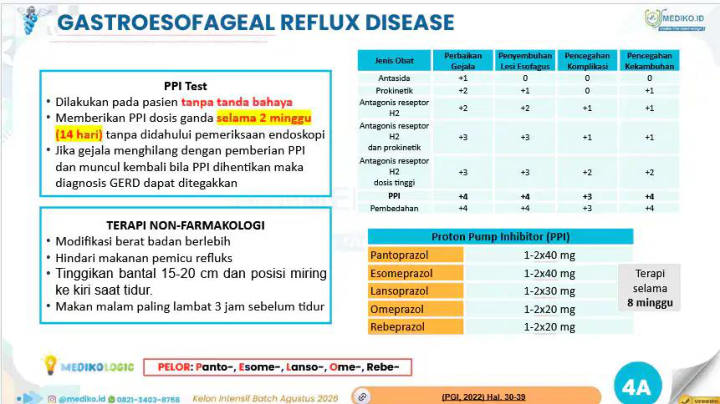 GASTROESOFAGEAL REFLUX DISEASE
MEDIKO.ID
PPI Test
• Dilakukan pada pasien tanpa tanda bahaya
• Memberikan PPI dosis ganda selama 2 minggu
(14 hari) tanpa didahului pemeriksaan endoskopi
• Jika gejala menghilang dengan pemberian PPI
dan muncul kembali bila PPI dihentikan maka
diagnosis GERD dapat ditegakkan
TERAPI NON-FARMAKOLOGI
• Modifikasi berat badan berlebih
• Hindari makanan pemicu refluks
• Tinggikan bantal 15-20 cm dan posisi miring
ke kiri saat tidur.
• Makan malam paling lambat 3 jam sebelum tidur
Jenis Obat Perbaikan Gejala Penyembuhan Lesi Esofagus Pencegahan Komplikasi Pencegahan Kekambuhan
Antasida +1 0 0 0
Prokinetik +2 +1 0 +1
Antagonis reseptor H2 +2 +2 +1 +1
Antagonis reseptor H2 dan prokinetik +3 +3 +1 +1
Antagonis reseptor H2 dosis tinggi +3 +3 +2 +2
PPI +4 +4 +3 +4
Pembedahan +4 +4 +3 +4
Proton Pump Inhibitor (PPI)
Pantoprazol 1-2x40 mg
Esomeprazol 1-2x40 mg
Lansoprazol 1-2x30 mg
Omeprazol 1-2x20 mg
Rebeprazol 1-2x20 mg
Terapi
selama
8 minggu
MEDIKOLOGIC
PELOR: Panto-, Esome-, Lanso-, Ome-, Rebe-
@mediko.id 0821-3403-8766 Kelon Intensif Batch Agustus 2026
(PGI, 2022) Hal. 30-39
4A